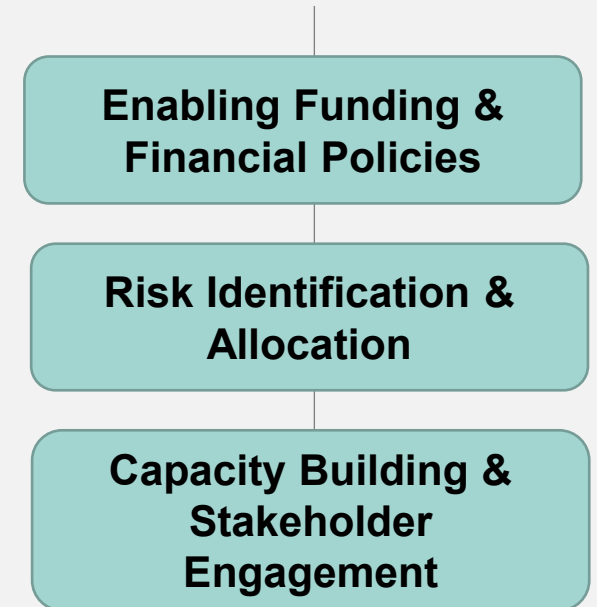 Enabling Funding &
Financial Policies
Risk Identification &
Allocation
Capacity Building &
Stakeholder
Engagement